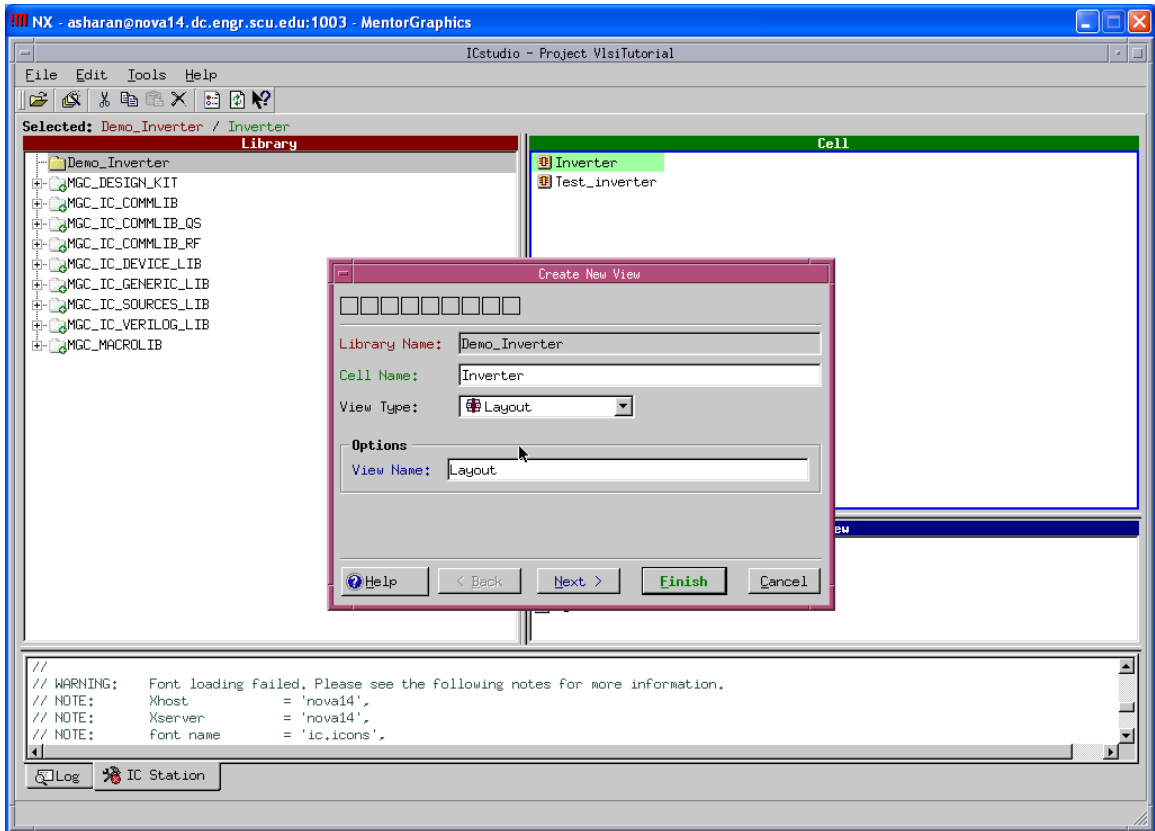 NX - asharan@nova14.dc.engr.scu.edu:1003 - MentorGraphics
ICstudio - Project VlsiTutorial
File Edit Tools Help
Selected: Demo_Inverter / Inverter
Library
Cell
Demo_Inverter
MGC_DESIGN_KIT
MGC_IC_COMMLIB
MGC_IC_COMMLIB_QS
MGC_IC_COMMLIB_RF
MGC_IC_DEVICE_LIB
MGC_IC_GENERIC_LIB
MGC_IC_SOURCES_LIB
MGC_IC_VERILOG_LIB
MGC_MACROLIB
Inverter
Test_inverter
Create New View
Library Name: Demo_Inverter
Cell Name: Inverter
View Type: Layout
Options
View Name: Layout
Help < Back Next > Finish Cancel
//
// WARNING: Font loading failed. Please see the following notes for more information.
// NOTE: Xhost = 'nova14',
// NOTE: Xserver = 'nova14',
// NOTE: font name = 'ic.icons',
Log IC Station